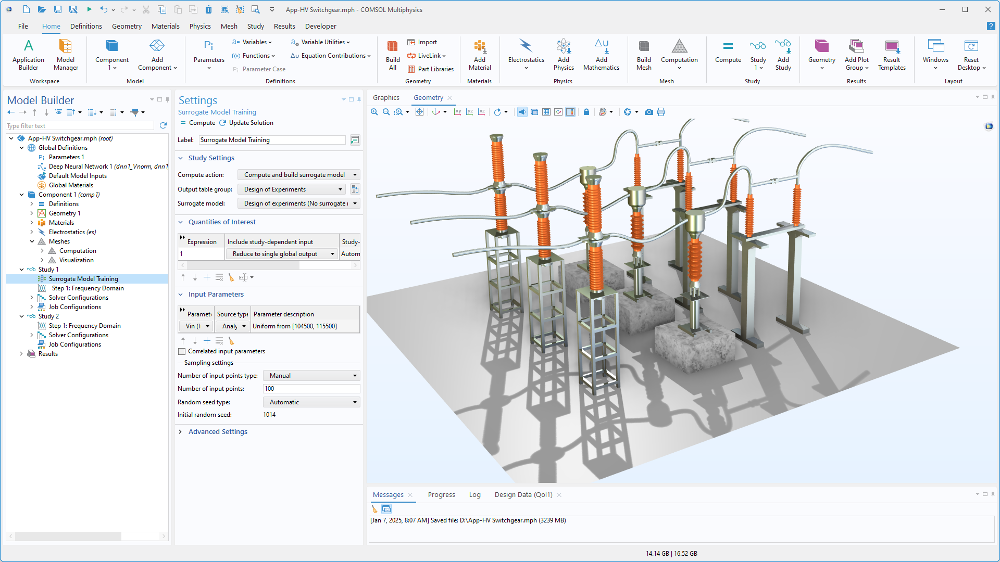 App-HV Switchgear.mph - COMSOL Multiphysics
File Home Definitions Geometry Materials Physics Mesh Study Results Developer
?
Application Builder
Model Manager
Workspace
Component 1
Add Component
Model
Pi
Parameters
a= Variables
f(x) Functions
Pi Parameter Case
a= Variable Utilities
Δu Equation Contributions
Definitions
Build All
Import
LiveLink
Part Libraries
Geometry
Add Material
Materials
Electrostatics
Add Physics
Δu
Add Mathematics
Physics
Build Mesh
Computation
Mesh
Compute
Study 1
Add Study
Study
Geometry
Add Plot Group
Result Templates
Results
Windows
Reset Desktop
Layout
Model Builder
Type filter text
App-HV Switchgear.mph (root)
Global Definitions
Pi Parameters 1
Deep Neural Network 1 (dnn1_Vnorm, dnn1
Default Model Inputs
Global Materials
Component 1 (comp1)
Definitions
Geometry 1
Materials
Electrostatics (es)
Meshes
Computation
Visualization
Study 1
Surrogate Model Training
Step 1: Frequency Domain
Solver Configurations
Job Configurations
Study 2
Step 1: Frequency Domain
Solver Configurations
Job Configurations
Results
Settings
Surrogate Model Training
= Compute Update Solution
Label: Surrogate Model Training
Study Settings
Compute action: Compute and build surrogate model
Output table group: Design of Experiments
Surrogate model: Design of experiments (No surrogate
Quantities of Interest
Expression Include study-dependent input Study-
1 Reduce to single global output Autom
Input Parameters
Paramet Source type Parameter description
Vin (I Analy Uniform from [104500, 115500]
Correlated input parameters
Sampling settings
Number of input points type: Manual
Number of input points: 100
Random seed type: Automatic
Initial random seed: 1014
Advanced Settings
Graphics Geometry
xy yz xz
Messages Progress Log Design Data (QoI1)
[Jan 7, 2025, 8:07 AM] Saved file: D:\App-HV Switchgear.mph (3239 MB)
14.14 GB | 16.52 GB